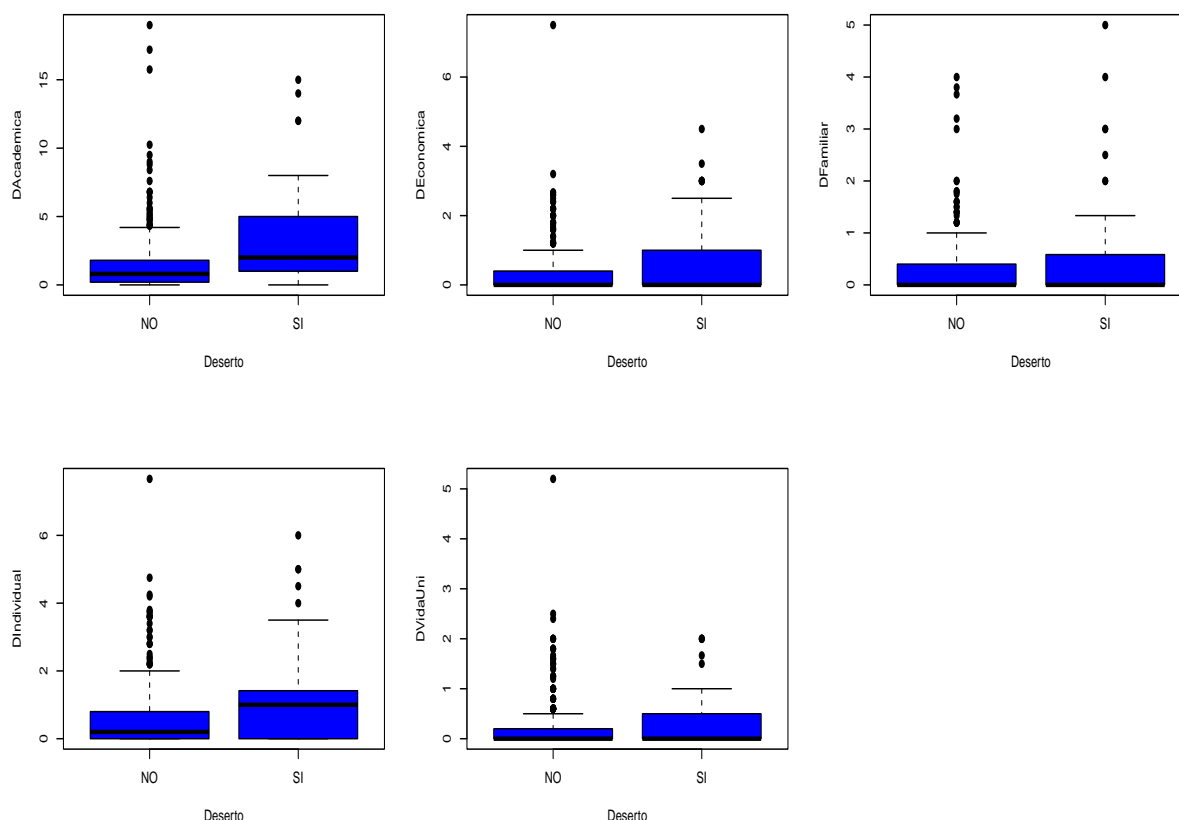 DAcademica
15
10
5
0
NO SI
Deserto
DEconomica
6
4
2
0
NO SI
Deserto
DFamiliar
5
4
3
2
1
0
NO SI
Deserto
DIndividual
6
4
2
0
NO SI
Deserto
DVidaUni
5
4
3
2
1
0
NO SI
Deserto